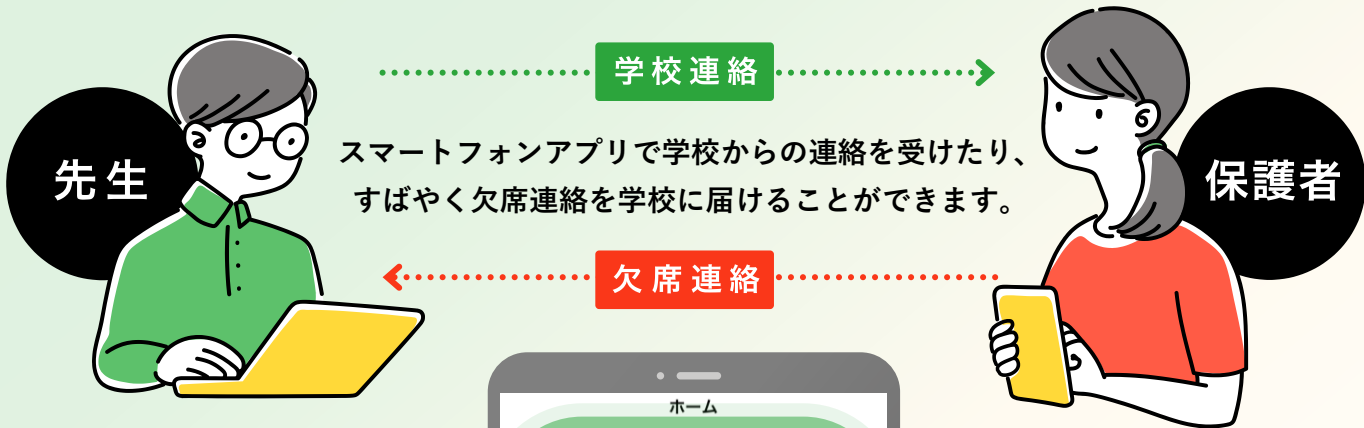 学校連絡
スマートフォンアプリで学校からの連絡を受けたり、
すばやく欠席連絡を学校に届けることができます。
先生
保護者
欠席連絡
ホーム